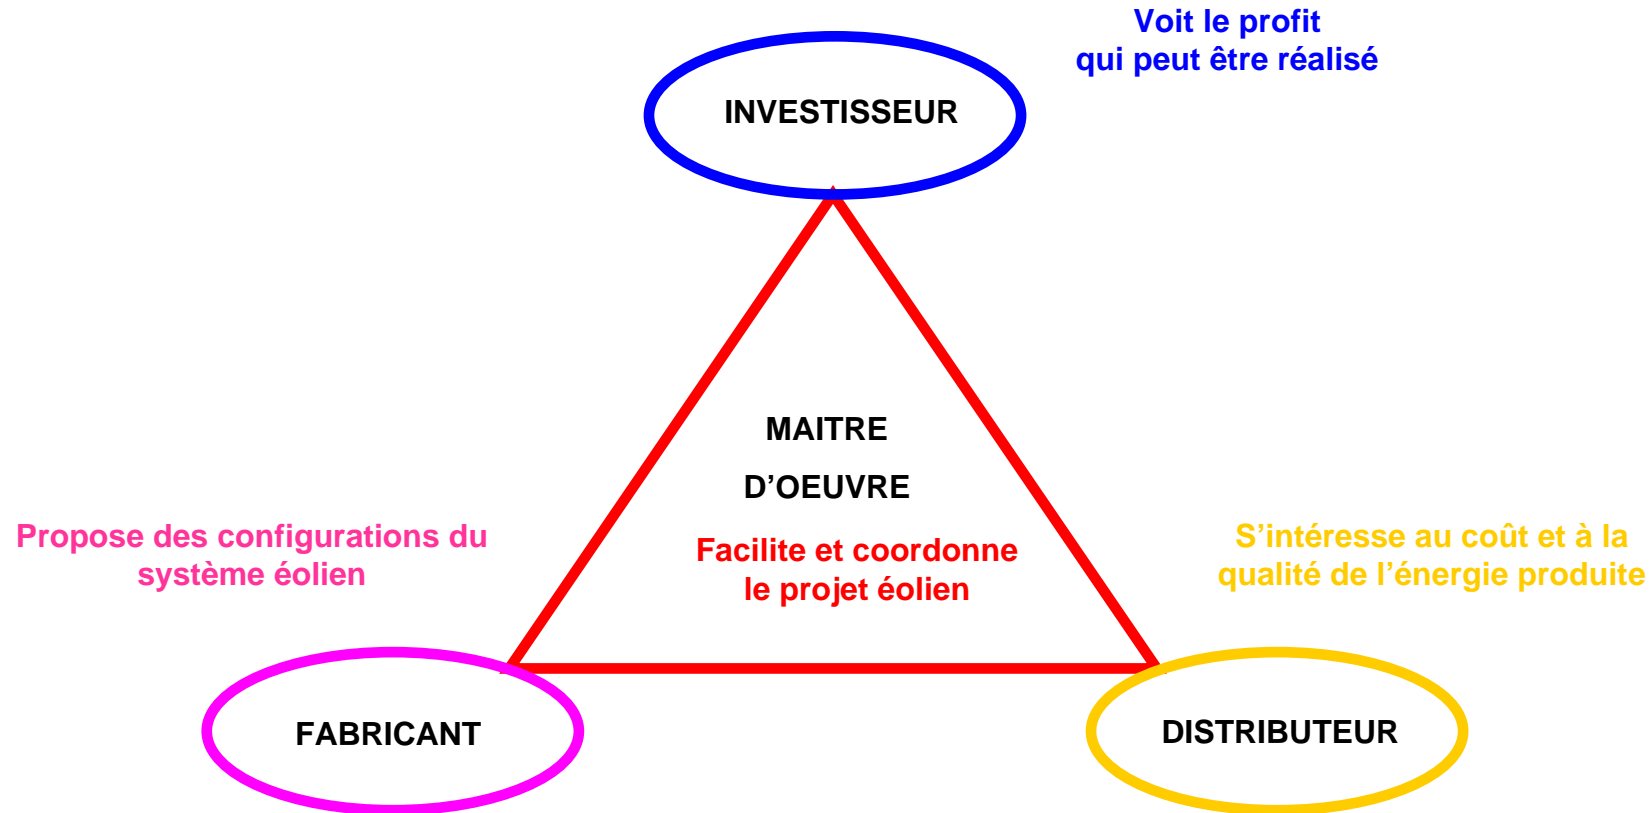 Voit le profit
qui peut être réalisé
INVESTISSEUR
MAITRE
D’OEUVRE
Facilite et coordonne
le projet éolien
Propose des configurations du
système éolien
S’intéresse au coût et à la
qualité de l’énergie produite
FABRICANT
DISTRIBUTEUR